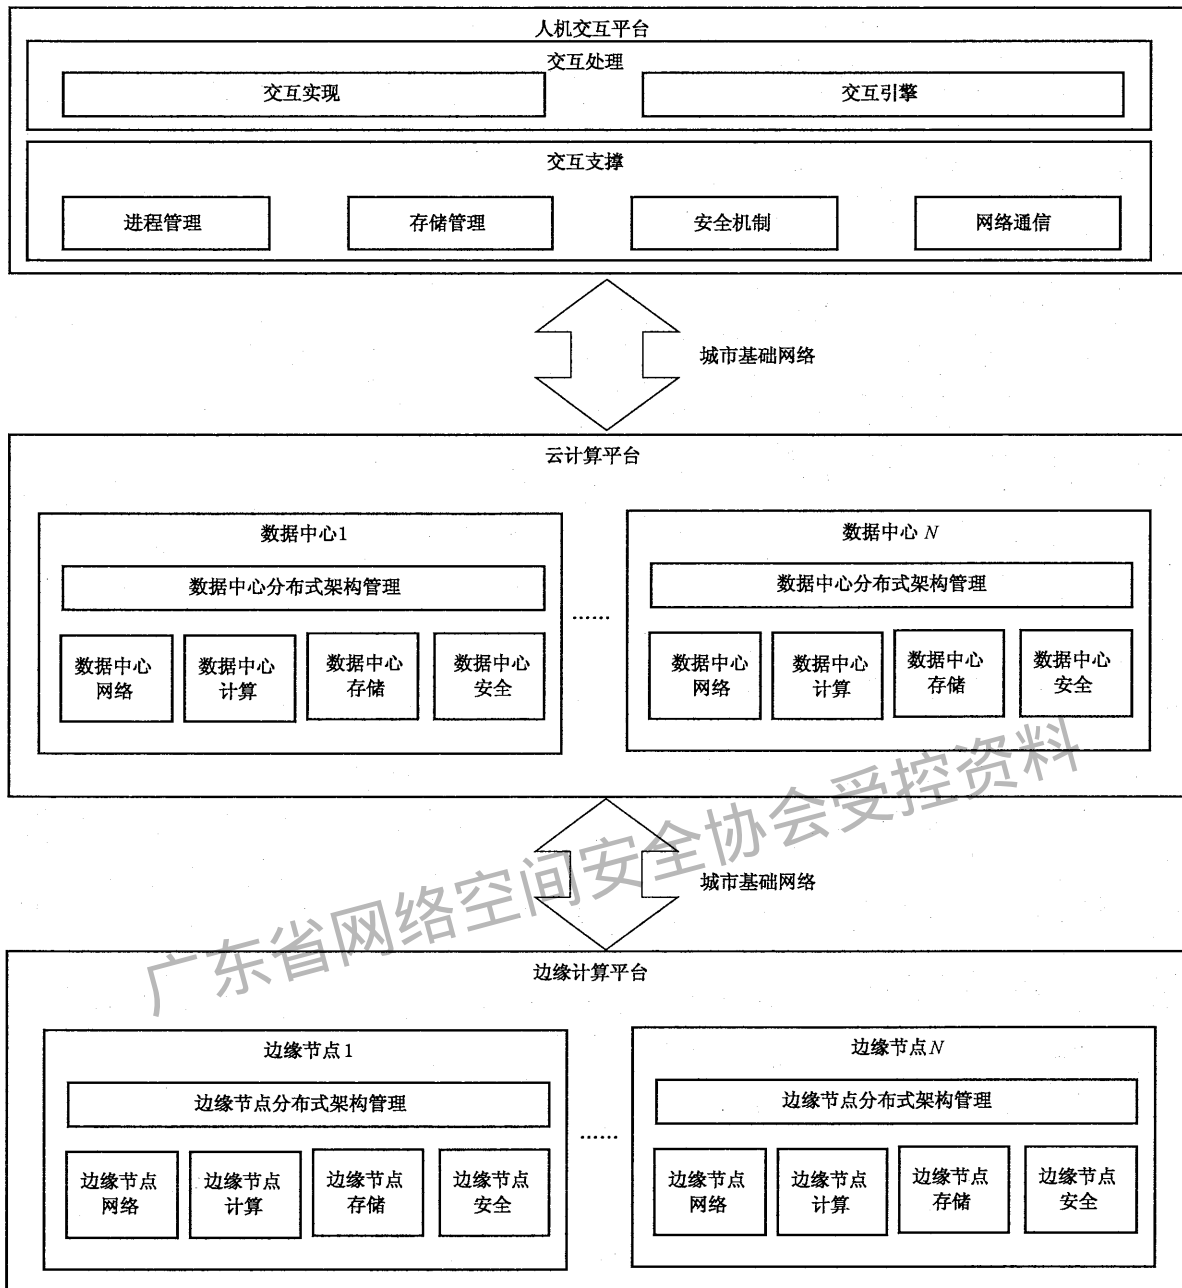 人机交互平台
交互处理
交互实现
交互引擎
交互支撑
进程管理
存储管理
安全机制
网络通信
城市基础网络
云计算平台
数据中心1
数据中心分布式架构管理
数据中心
网络
数据中心
计算
数据中心
存储
数据中心
安全
……
数据中心 N
数据中心分布式架构管理
数据中心
网络
数据中心
计算
数据中心
存储
数据中心
安全
城市基础网络
广东省网络空间安全协会受控资料
边缘计算平台
边缘节点1
边缘节点分布式架构管理
边缘节点
网络
边缘节点
计算
边缘节点
存储
边缘节点
安全
……
边缘节点N
边缘节点分布式架构管理
边缘节点
网络
边缘节点
计算
边缘节点
存储
边缘节点
安全